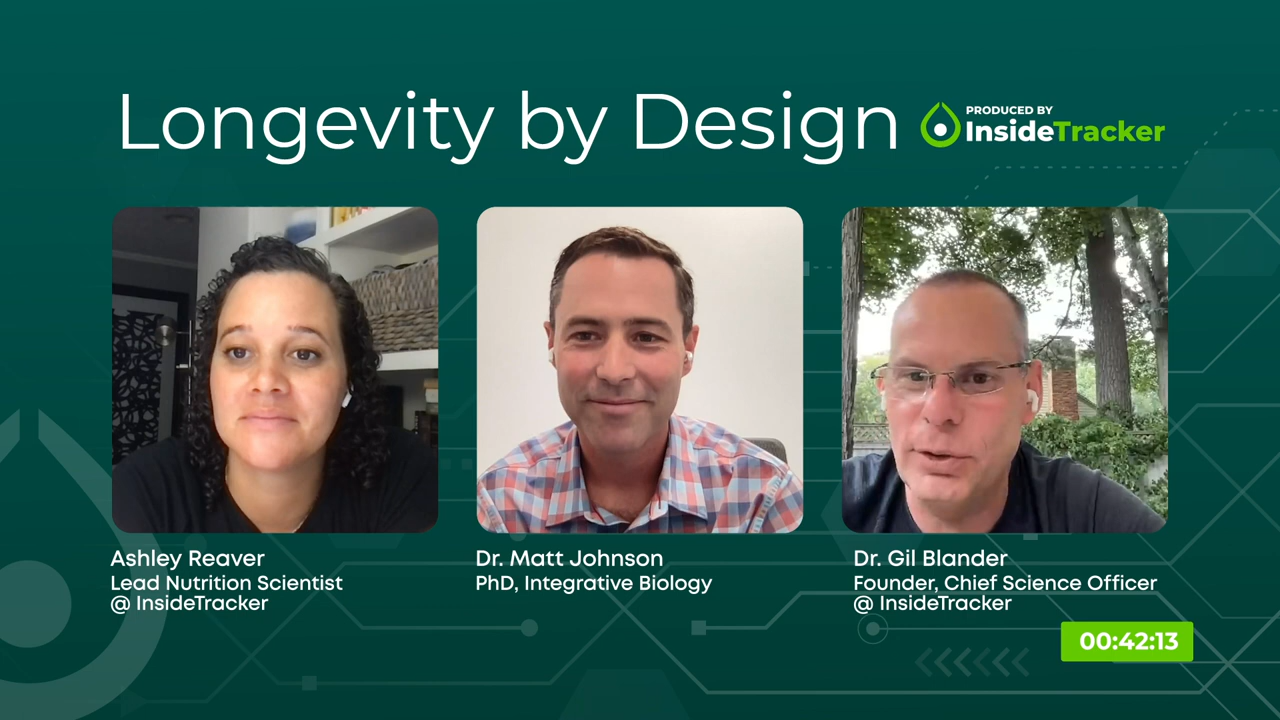 Longevity by Design
PRODUCED BY
InsideTracker
Ashley Reaver
Lead Nutrition Scientist
@ InsideTracker
Dr. Matt Johnson
PhD, Integrative Biology
Dr. Gil Blander
Founder, Chief Science Officer
@ InsideTracker
00:42:13